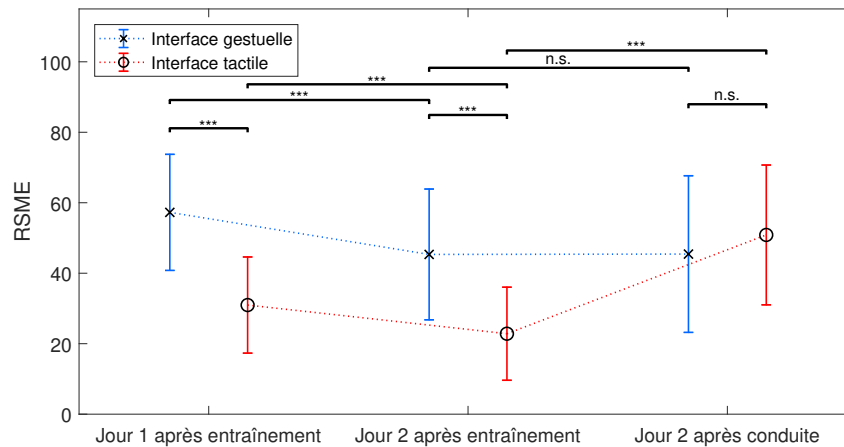 Interface gestuelle
Interface tactile
***
n.s.
***
***
n.s.
***
***
RSME
100
80
60
40
20
0
Jour 1 après entraînement
Jour 2 après entraînement
Jour 2 après conduite